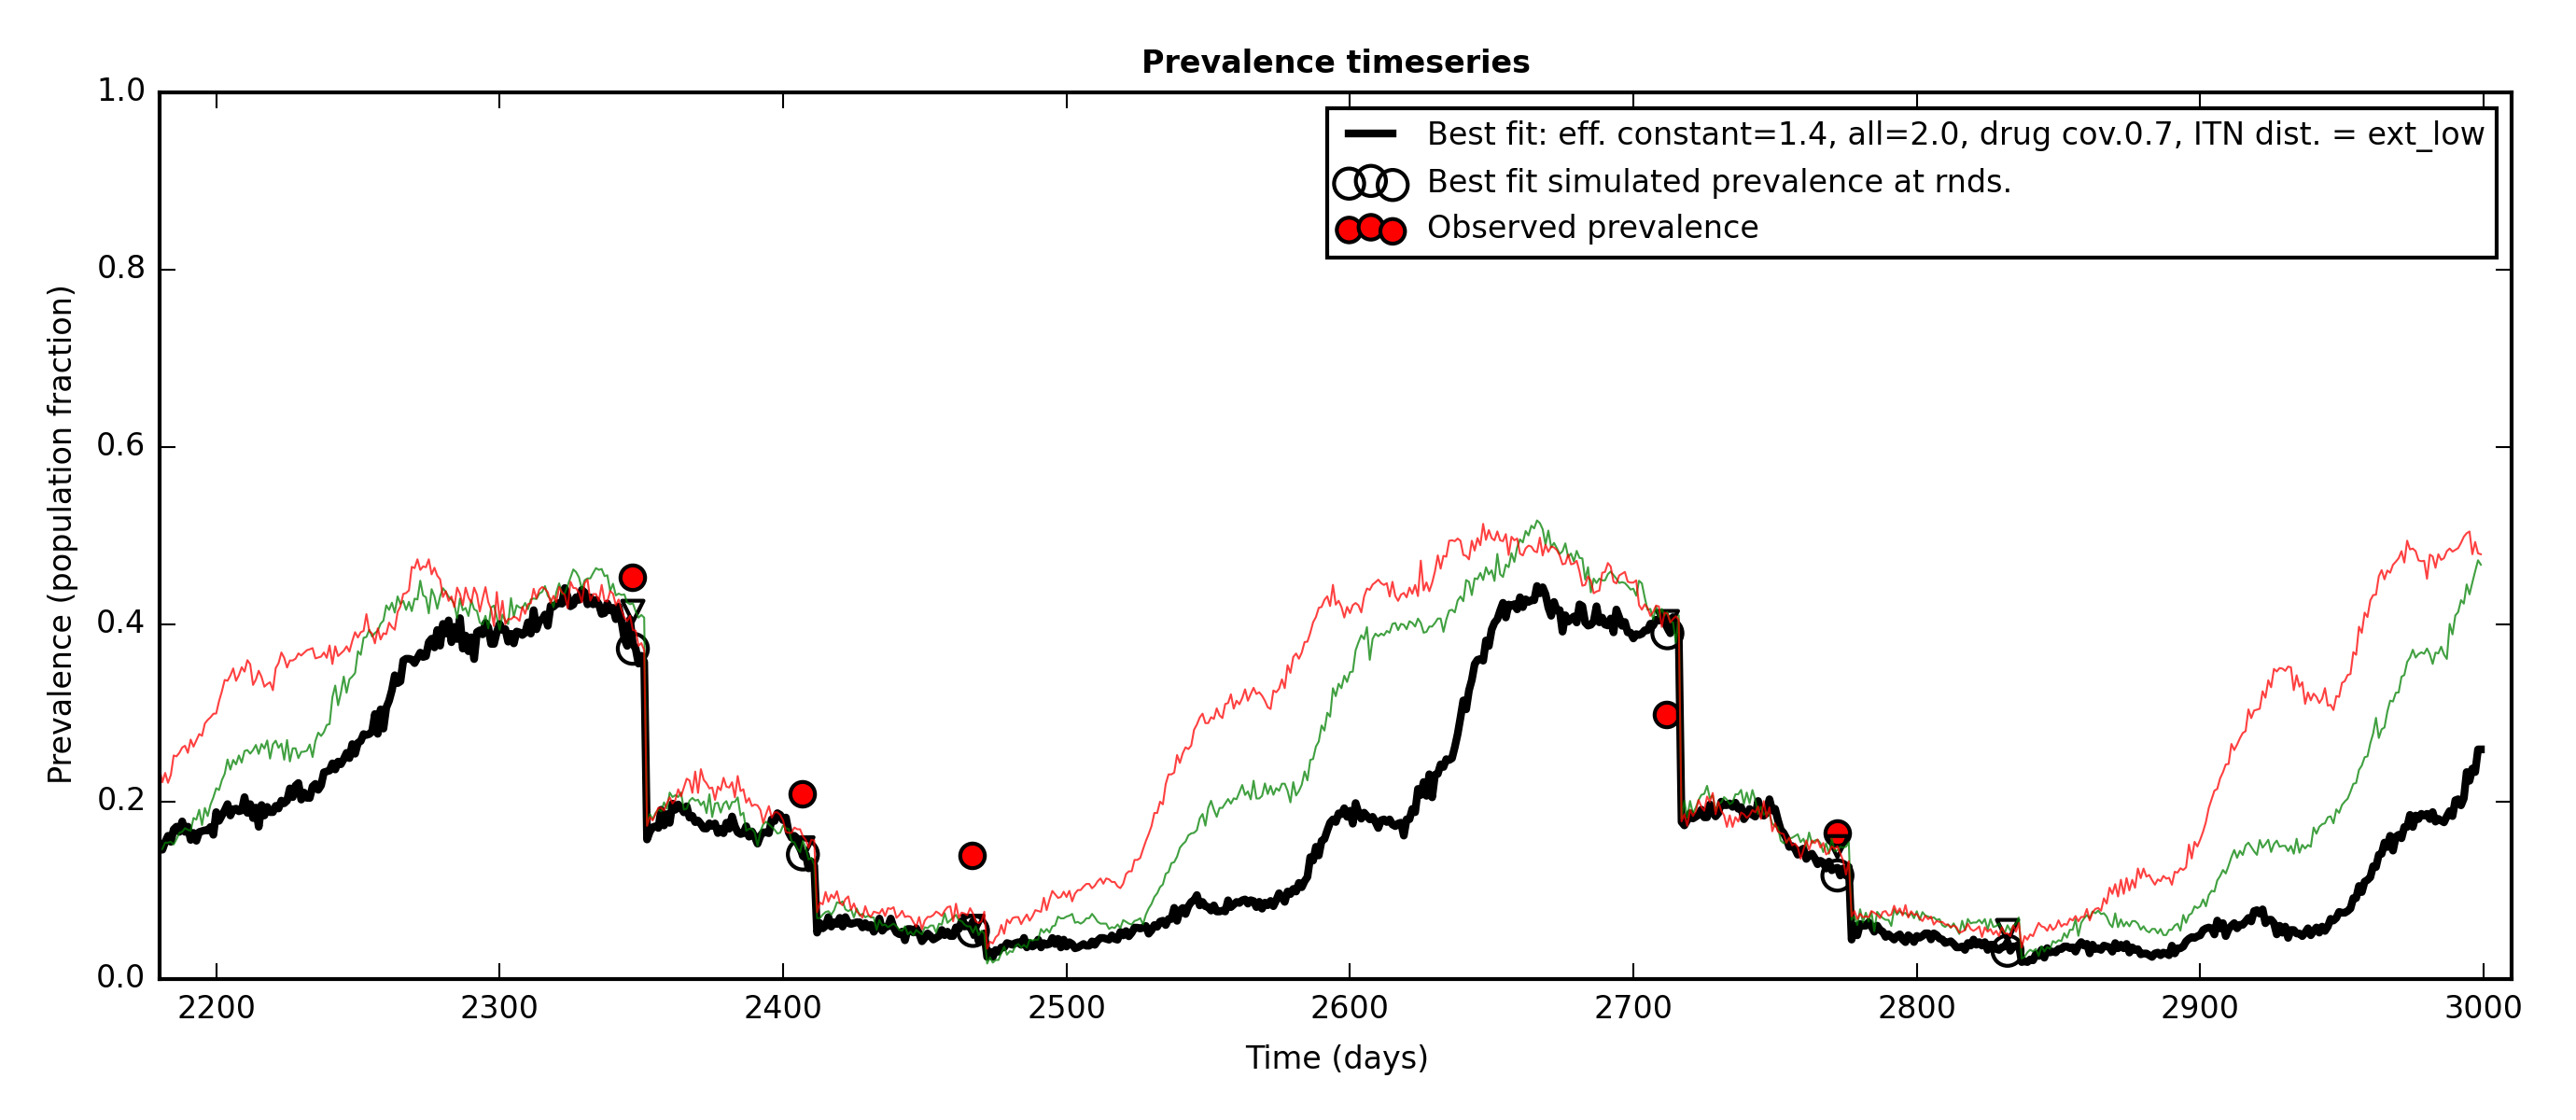 Prevalence timeseries
1.0
0.8
0.6
0.4
0.2
0.0
Prevalence (population fraction)
Best fit: eff. constant=1.4, all=2.0, drug cov.0.7, ITN dist. = ext_low
Best fit simulated prevalence at rnds.
Observed prevalence
2200 2300 2400 2500 2600 2700 2800 2900 3000
Time (days)